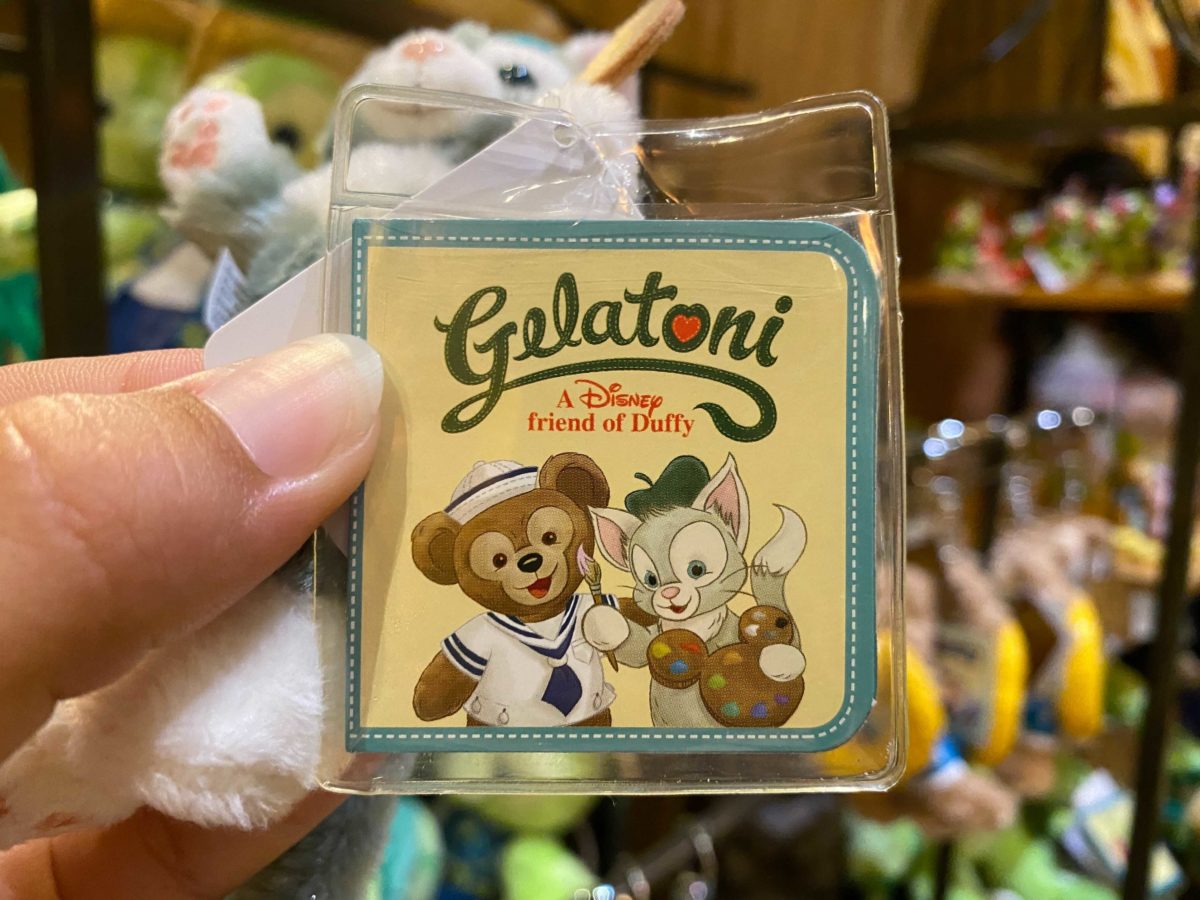 Gelatoni
A Disney
friend of Duffy